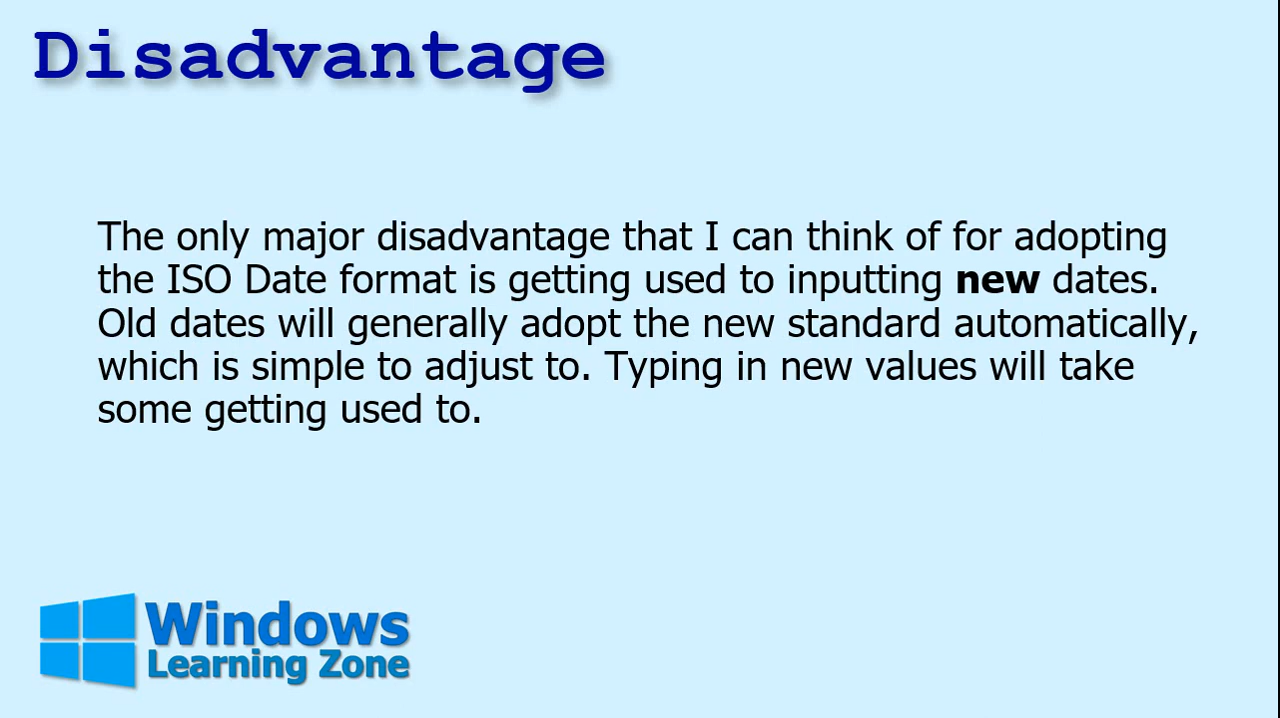 Disadvantage
The only major disadvantage that I can think of for adopting
the ISO Date format is getting used to inputting new dates.
Old dates will generally adopt the new standard automatically,
which is simple to adjust to. Typing in new values will take
some getting used to.
Windows
Learning Zone